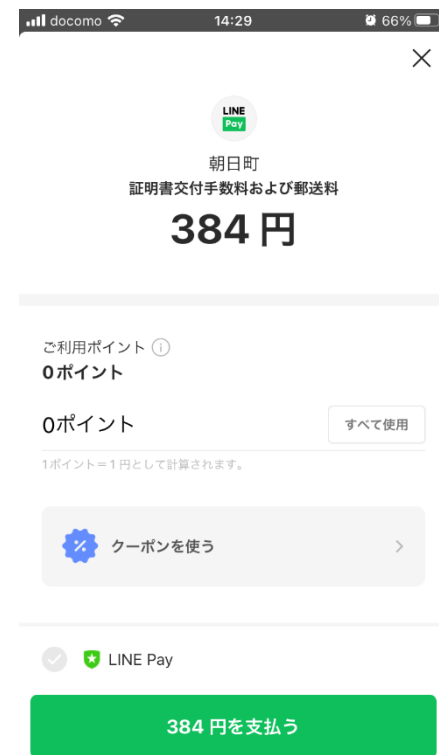 docomo 14:29 66%
LINE
Pay
朝日町
証明書交付手数料および郵送料
384 円
ご利用ポイント
0ポイント
0ポイント すべて使用
1ポイント＝1円として計算されます。
クーポンを使う
LINE Pay
384 円を支払う